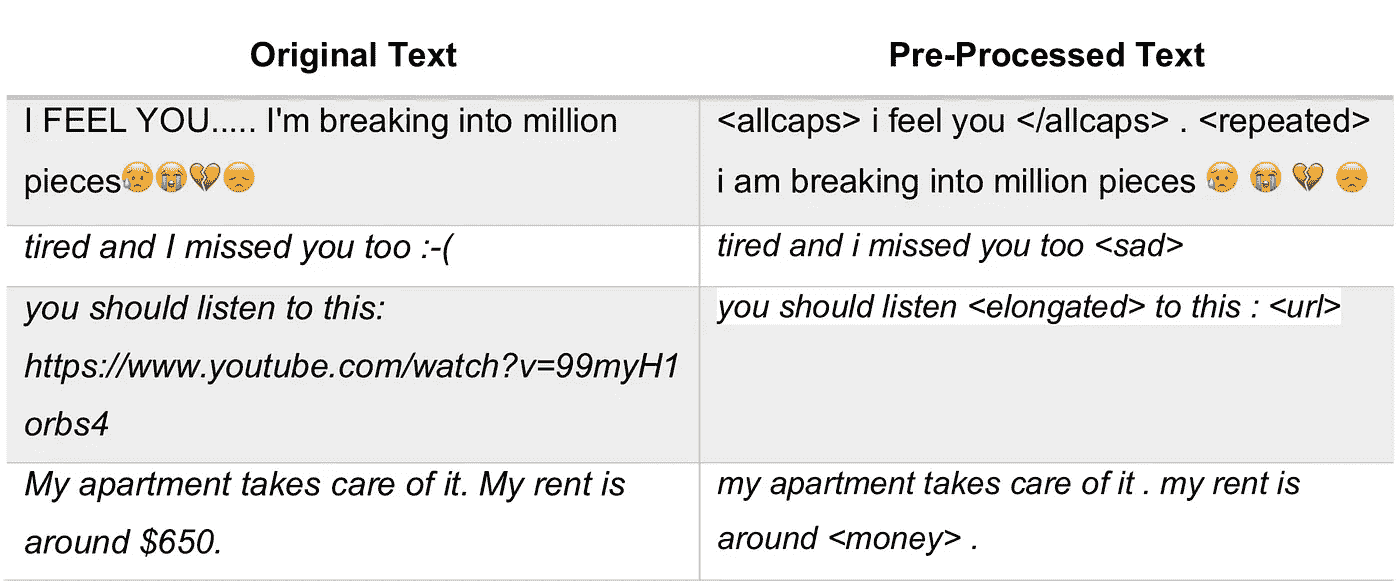 Original Text
Pre-Processed Text
I FEEL YOU..... I'm breaking into million
pieces😥😭💔😞
<allcaps> i feel you </allcaps> . <repeated>
i am breaking into million pieces 😥 😭 💔 😞
tired and I missed you too :-(
tired and i missed you too <sad>
you should listen to this:
https://www.youtube.com/watch?v=99myH1
orbs4
you should listen <elongated> to this : <url>
My apartment takes care of it. My rent is
around $650.
my apartment takes care of it . my rent is
around <money> .